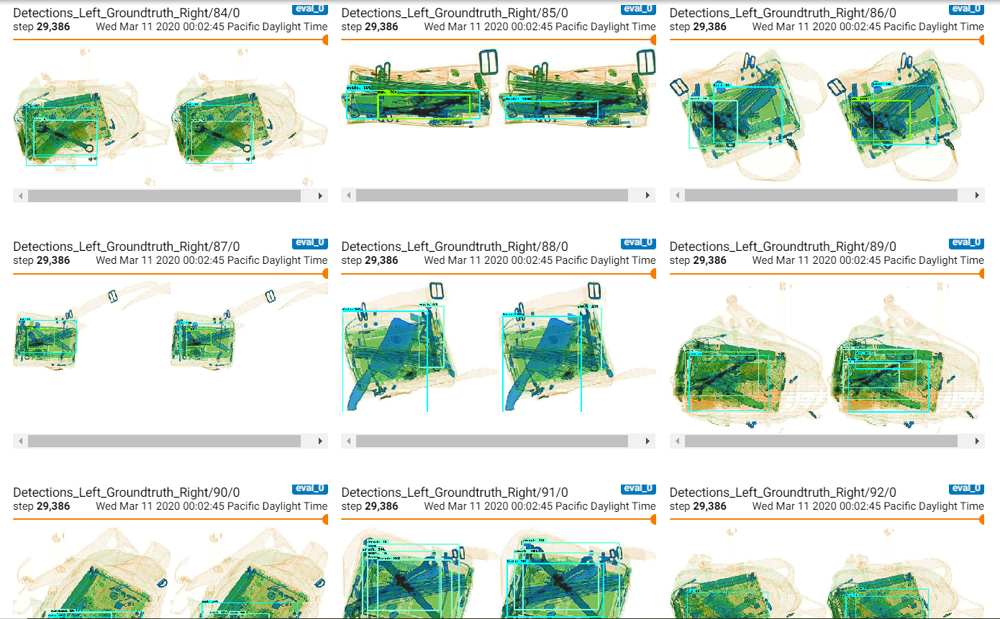 Detections_Left_Groundtruth_Right/84/0 eval_0
step 29,386 Wed Mar 11 2020 00:02:45 Pacific Daylight Time
Detections_Left_Groundtruth_Right/85/0 eval_0
step 29,386 Wed Mar 11 2020 00:02:45 Pacific Daylight Time
Detections_Left_Groundtruth_Right/86/0 eval_0
step 29,386 Wed Mar 11 2020 00:02:45 Pacific Daylight Time
Detections_Left_Groundtruth_Right/87/0 eval_0
step 29,386 Wed Mar 11 2020 00:02:45 Pacific Daylight Time
Detections_Left_Groundtruth_Right/88/0 eval_0
step 29,386 Wed Mar 11 2020 00:02:45 Pacific Daylight Time
Detections_Left_Groundtruth_Right/89/0 eval_0
step 29,386 Wed Mar 11 2020 00:02:45 Pacific Daylight Time
Detections_Left_Groundtruth_Right/90/0 eval_0
step 29,386 Wed Mar 11 2020 00:02:45 Pacific Daylight Time
Detections_Left_Groundtruth_Right/91/0 eval_0
step 29,386 Wed Mar 11 2020 00:02:45 Pacific Daylight Time
Detections_Left_Groundtruth_Right/92/0 eval_0
step 29,386 Wed Mar 11 2020 00:02:45 Pacific Daylight Time